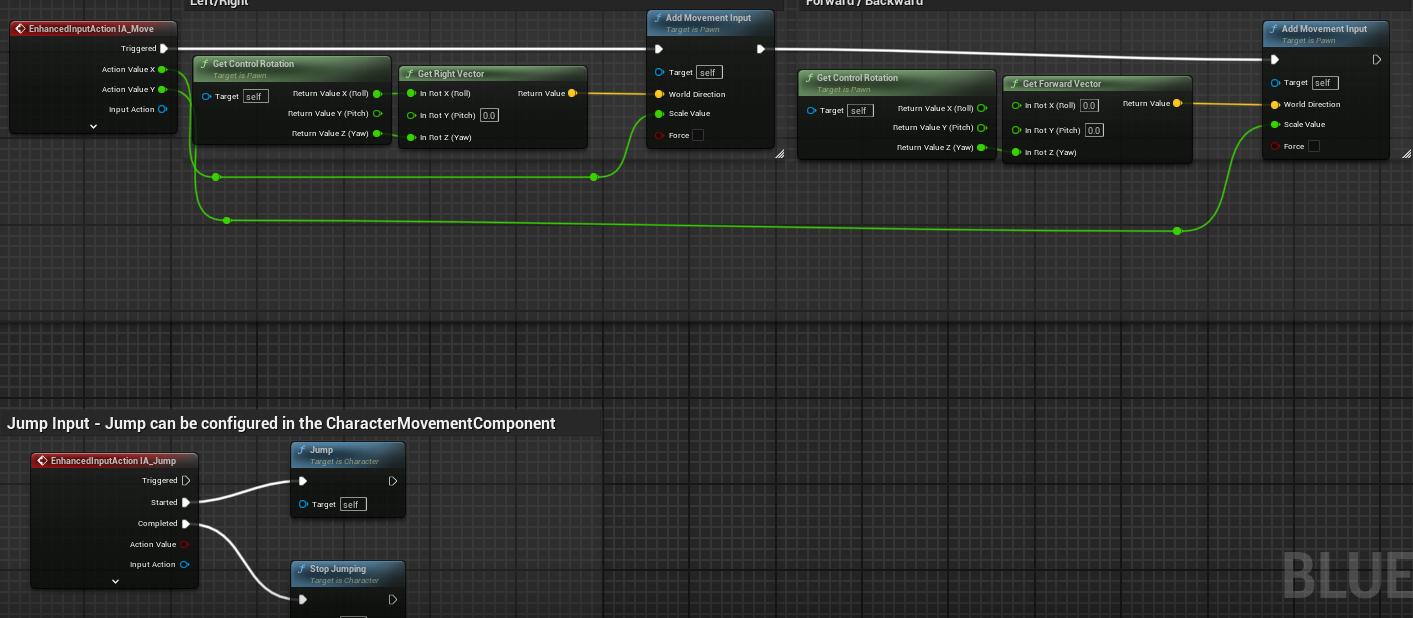 Left/Right
Forward / Backward
EnhancedInputAction IA_Move
Triggered
Action Value X
Action Value Y
Input Action
Get Control Rotation
Target is Pawn
Target self
Return Value X (Roll)
Return Value Y (Pitch)
Return Value Z (Yaw)
Get Right Vector
In Rot X (Roll)
In Rot Y (Pitch) 0.0
In Rot Z (Yaw)
Return Value
Add Movement Input
Target is Pawn
Target self
World Direction
Scale Value
Force
Get Control Rotation
Target is Pawn
Target self
Return Value X (Roll)
Return Value Y (Pitch)
Return Value Z (Yaw)
Get Forward Vector
In Rot X (Roll) 0.0
In Rot Y (Pitch) 0.0
In Rot Z (Yaw)
Return Value
Add Movement Input
Target is Pawn
Target self
World Direction
Scale Value
Force
Jump Input - Jump can be configured in the CharacterMovementComponent
EnhancedInputAction IA_Jump
Triggered
Started
Completed
Action Value
Input Action
Jump
Target is Character
Target self
Stop Jumping
Target is Character
BLUE